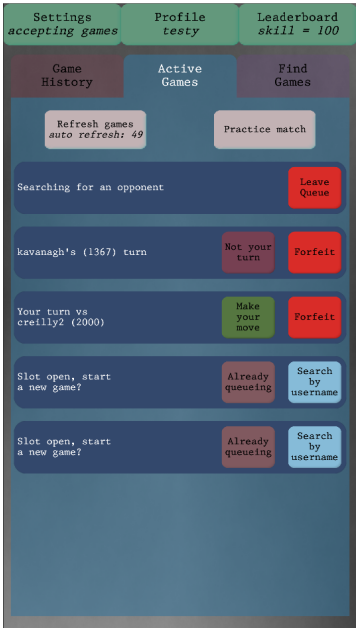 Settings
accepting games
Profile
testy
Leaderboard
skill = 100
Game
History
Active
Games
Find
Games
Refresh games
auto refresh: 49
Practice match
Searching for an opponent
Leave
Queue
kavanagh's (1367) turn
Not your
turn
Forfeit
Your turn vs
creilly2 (2000)
Make
your
move
Forfeit
Slot open, start
a new game?
Already
queueing
Search
by
username
Slot open, start
a new game?
Already
queueing
Search
by
username